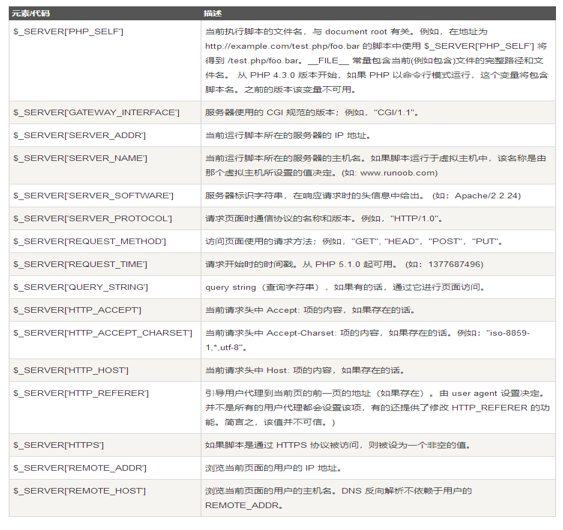 元素/代码 描述
$_SERVER['PHP_SELF'] 当前执行脚本的文件名，与 document root 有关。例如，在地址为
http://example.com/test.php/foo.bar 的脚本中使用 $_SERVER['PHP_SELF'] 将
得到 /test.php/foo.bar。__FILE__ 常量包含当前(例如包含)文件的完整路径和文
件名。 从 PHP 4.3.0 版本开始，如果 PHP 以命令行模式运行，这个变量将包含
脚本名。之前的版本该变量不可用。
$_SERVER['GATEWAY_INTERFACE'] 服务器使用的 CGI 规范的版本；例如，"CGI/1.1"。
$_SERVER['SERVER_ADDR'] 当前运行脚本所在的服务器的 IP 地址。
$_SERVER['SERVER_NAME'] 当前运行脚本所在的服务器的主机名。如果脚本运行于虚拟主机中，该名称是由
那个虚拟主机所设置的值决定。(如: www.runoob.com)
$_SERVER['SERVER_SOFTWARE'] 服务器标识字符串，在响应请求时的头信息中给出。 (如：Apache/2.2.24)
$_SERVER['SERVER_PROTOCOL'] 请求页面时通信协议的名称和版本。例如，"HTTP/1.0"。
$_SERVER['REQUEST_METHOD'] 访问页面使用的请求方法；例如，"GET", "HEAD"，"POST"，"PUT"。
$_SERVER['REQUEST_TIME'] 请求开始时的时间戳。从 PHP 5.1.0 起可用。 (如：1377687496)
$_SERVER['QUERY_STRING'] query string（查询字符串），如果有的话，通过它进行页面访问。
$_SERVER['HTTP_ACCEPT'] 当前请求头中 Accept: 项的内容，如果存在的话。
$_SERVER['HTTP_ACCEPT_CHARSET'] 当前请求头中 Accept-Charset: 项的内容，如果存在的话。例如："iso-8859-
1,*,utf-8"。
$_SERVER['HTTP_HOST'] 当前请求头中 Host: 项的内容，如果存在的话。
$_SERVER['HTTP_REFERER'] 引导用户代理到当前页的前一页的地址（如果存在）。由 user agent 设置决定。
并不是所有的用户代理都会设置该项，有的还提供了修改 HTTP_REFERER 的功
能。简言之，该值并不可信。)
$_SERVER['HTTPS'] 如果脚本是通过 HTTPS 协议被访问，则被设为一个非空的值。
$_SERVER['REMOTE_ADDR'] 浏览当前页面的用户的 IP 地址。
$_SERVER['REMOTE_HOST'] 浏览当前页面的用户的主机名。DNS 反向解析不依赖于用户的
REMOTE_ADDR。